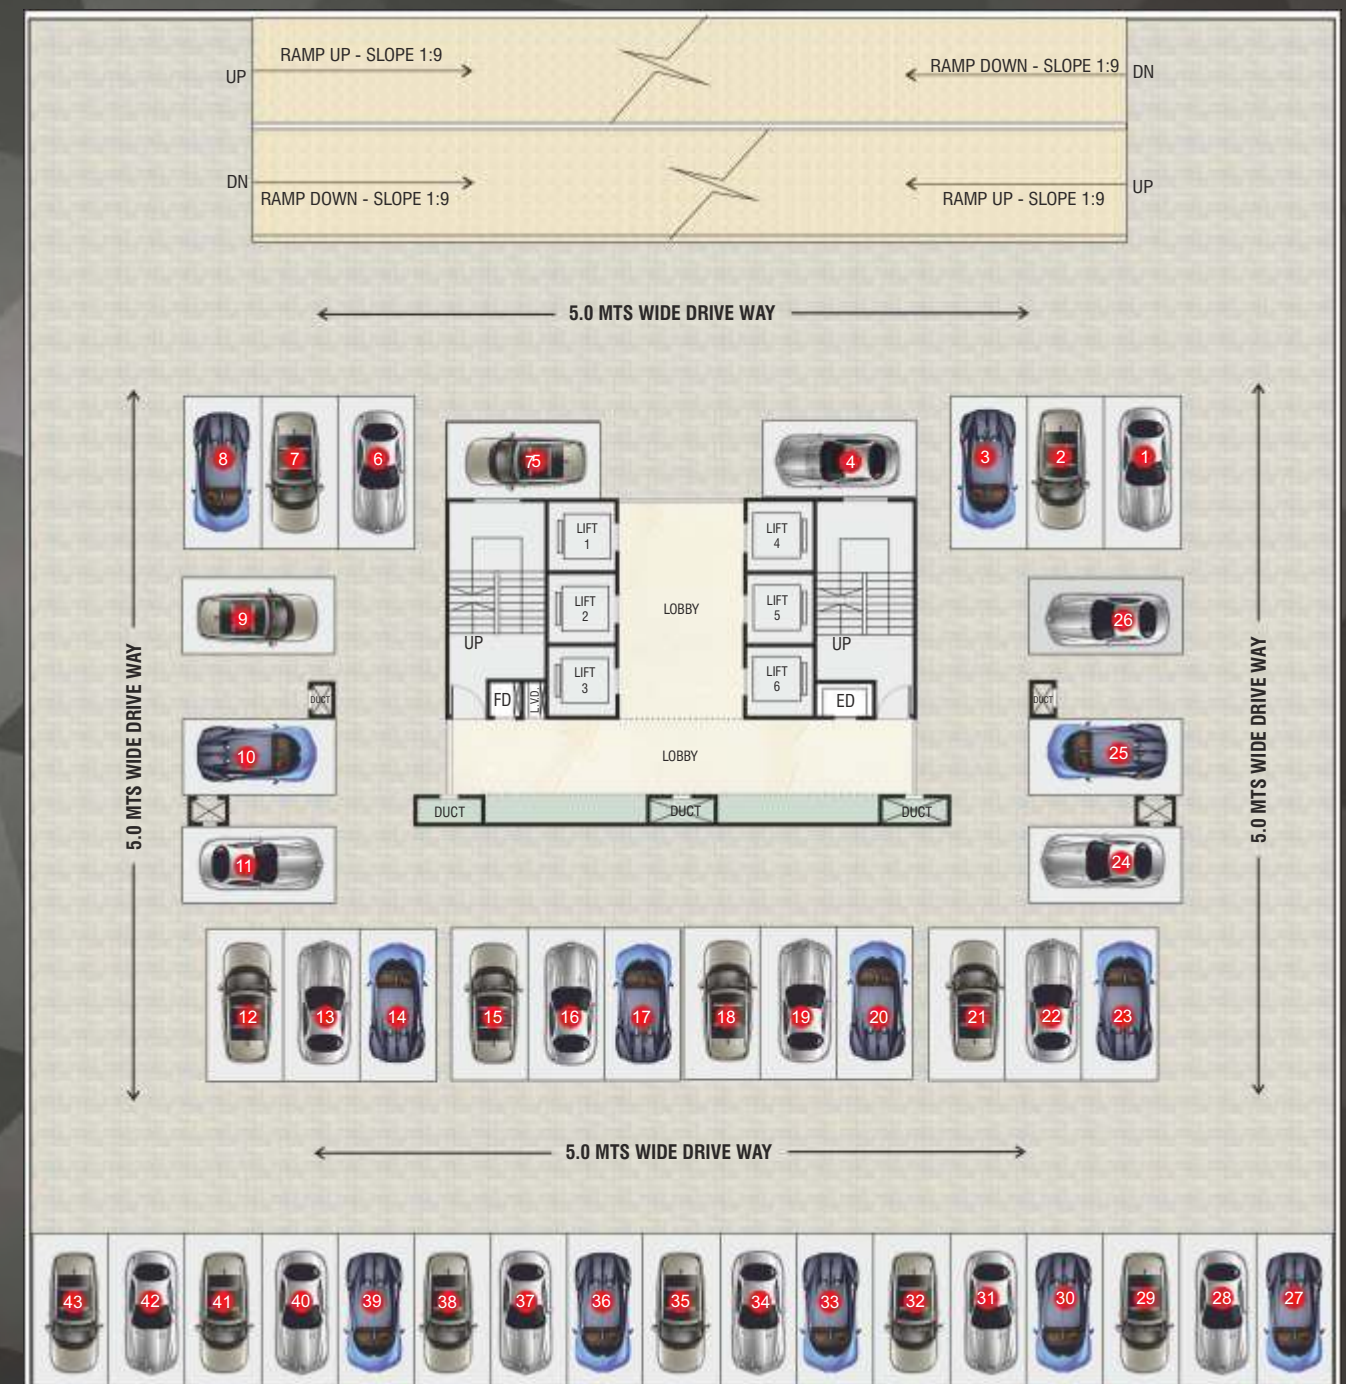 RAMP UP - SLOPE 1:9
UP
RAMP DOWN - SLOPE 1:9
DN
DN
RAMP DOWN - SLOPE 1:9
RAMP UP - SLOPE 1:9
UP
5.0 MTS WIDE DRIVE WAY
8
7
6
75
4
3
2
1
LIFT
1
LIFT
4
LIFT
2
LOBBY
LIFT
5
9
26
UP
UP
LIFT
3
LIFT
6
DUCT
FD
L.V.D.
ED
DUCT
5.0 MTS WIDE DRIVE WAY
5.0 MTS WIDE DRIVE WAY
10
LOBBY
25
DUCT
DUCT
DUCT
11
24
12
13
14
15
16
17
18
19
20
21
22
23
5.0 MTS WIDE DRIVE WAY
43
42
41
40
39
38
37
36
35
34
33
32
31
30
29
28
27